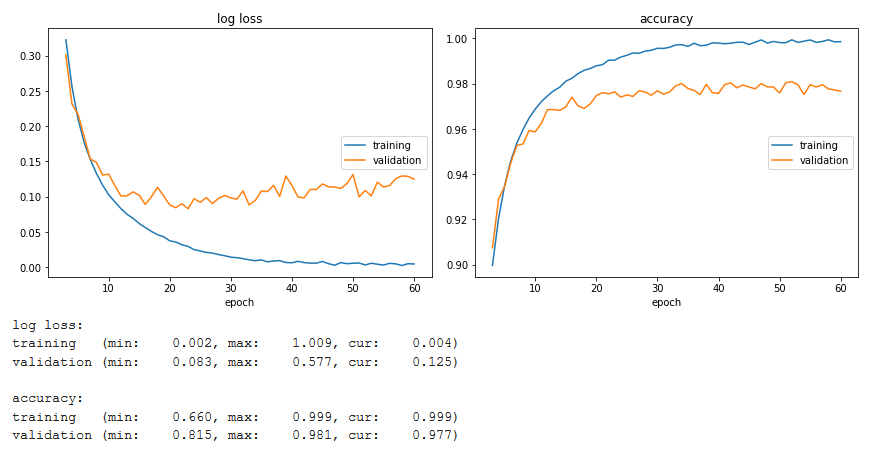 log loss
accuracy
0.30
0.25
0.20
0.15
0.10
0.05
0.00
training
validation
10 20 30 40 50 60
epoch
1.00
0.98
0.96
0.94
0.92
0.90
training
validation
10 20 30 40 50 60
epoch
log loss:
training   (min:    0.002, max:    1.009, cur:    0.004)
validation (min:    0.083, max:    0.577, cur:    0.125)
accuracy:
training   (min:    0.660, max:    0.999, cur:    0.999)
validation (min:    0.815, max:    0.981, cur:    0.977)